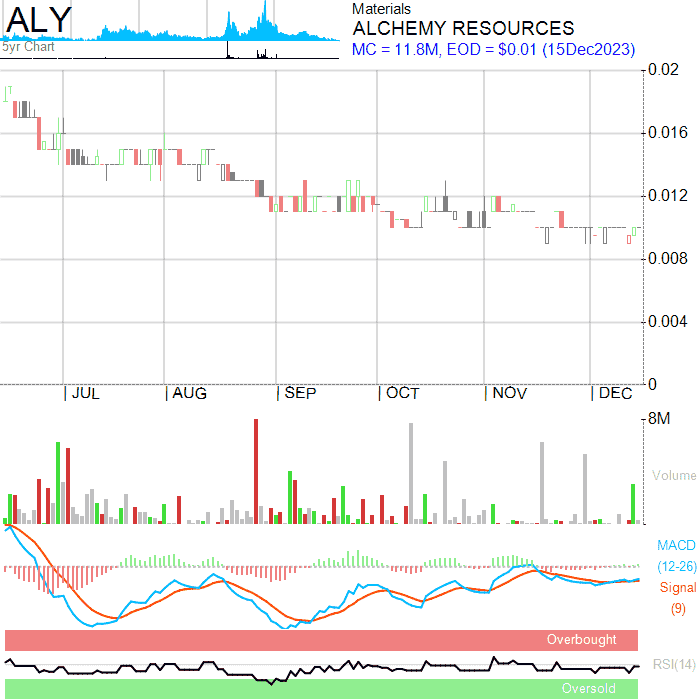 ALY
5yr Chart
Materials
ALCHEMY RESOURCES
MC = 11.8M, EOD = $0.01 (15Dec2023)
0.02
0.016
0.012
0.008
0.004
0
JUL AUG SEP OCT NOV DEC
8M
Volume
MACD
(12-26)
Signal
(9)
Overbought
RSI(14)
Oversold